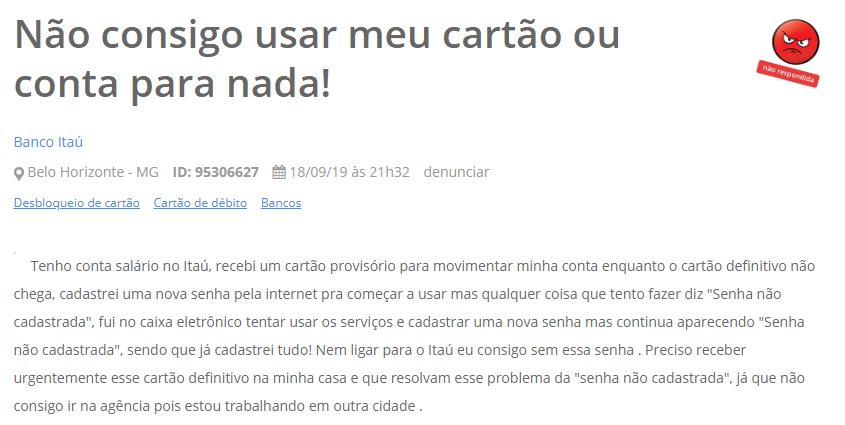 Não consigo usar meu cartão ou
conta para nada!
não respondida
Banco Itaú
Belo Horizonte - MG ID: 95306627 18/09/19 às 21h32 denunciar
Desbloqueio de cartão Cartão de débito Bancos
Tenho conta salário no Itaú, recebi um cartão provisório para movimentar minha conta enquanto o cartão definitivo não
chega, cadastrei uma nova senha pela internet pra começar a usar mas qualquer coisa que tento fazer diz "Senha não
cadastrada", fui no caixa eletrônico tentar usar os serviços e cadastrar uma nova senha mas continua aparecendo "Senha
não cadastrada", sendo que já cadastrei tudo! Nem ligar para o Itaú eu consigo sem essa senha . Preciso receber
urgentemente esse cartão definitivo na minha casa e que resolvam esse problema da "senha não cadastrada", já que não
consigo ir na agência pois estou trabalhando em outra cidade .